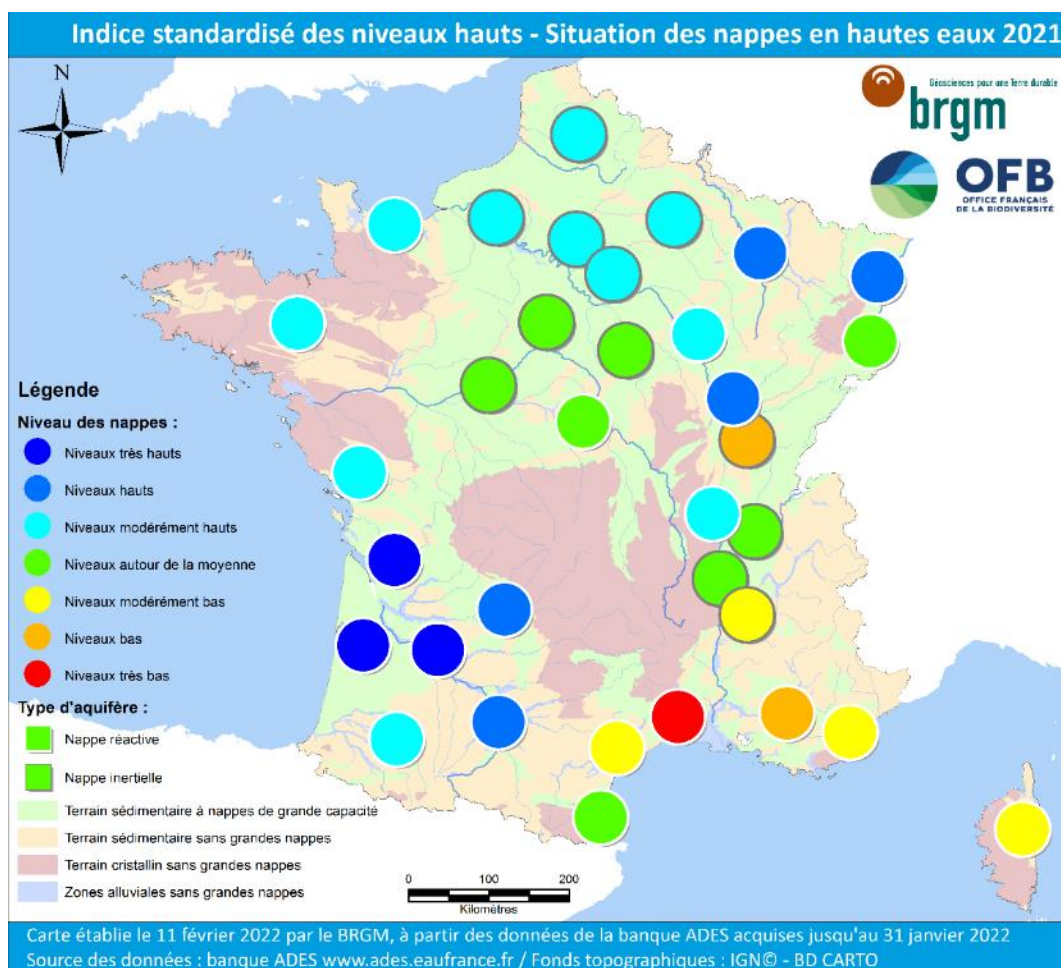 Indice standardisé des niveaux hauts - Situation des nappes en hautes eaux 2021
N
Géosciences pour une Terre durable
brgm
OFB
OFFICE FRANÇAIS
DE LA BIODIVERSITÉ
Légende
Niveau des nappes :
Niveaux très hauts
Niveaux hauts
Niveaux modérément hauts
Niveaux autour de la moyenne
Niveaux modérément bas
Niveaux bas
Niveaux très bas
Type d'aquifère :
Nappe réactive
Nappe inertielle
Terrain sédimentaire à nappes de grande capacité
Terrain sédimentaire sans grandes nappes
Terrain cristallin sans grandes nappes
Zones alluviales sans grandes nappes
0 100 200
Kilomètres
Carte établie le 11 février 2022 par le BRGM, à partir des données de la banque ADES acquises jusqu'au 31 janvier 2022
Source des données : banque ADES www.ades.eaufrance.fr / Fonds topographiques : IGN© - BD CARTO